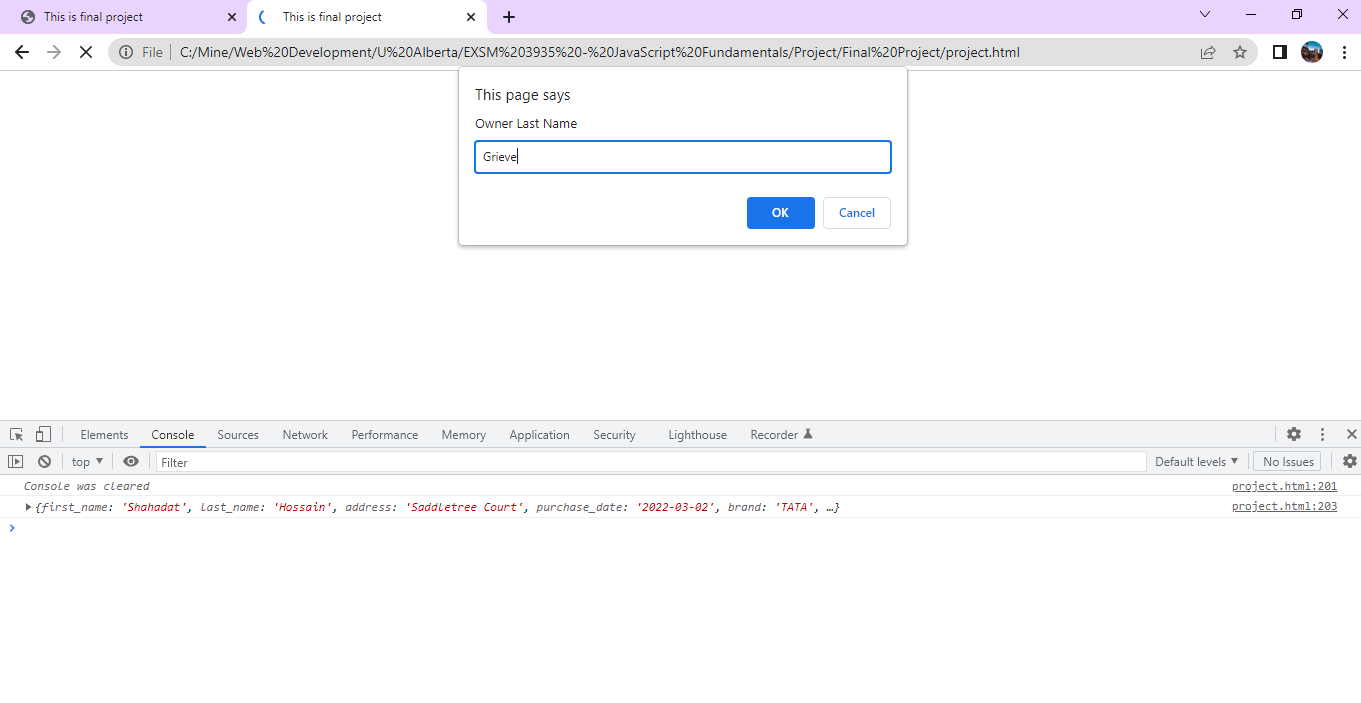 This is final project
This is final project
File
C:/Mine/Web%20Development/U%20Alberta/EXSM%203935%20-%20JavaScript%20Fundamentals/Project/Final%20Project/project.html
This page says
Owner Last Name
Grieve
OK Cancel
Elements Console Sources Network Performance Memory Application Security Lighthouse Recorder
top Filter Default levels No Issues
Console was cleared project.html:201
{first_name: 'Shahadat', last_name: 'Hossain', address: 'Saddletree Court', purchase_date: '2022-03-02', brand: 'TATA', …} project.html:203